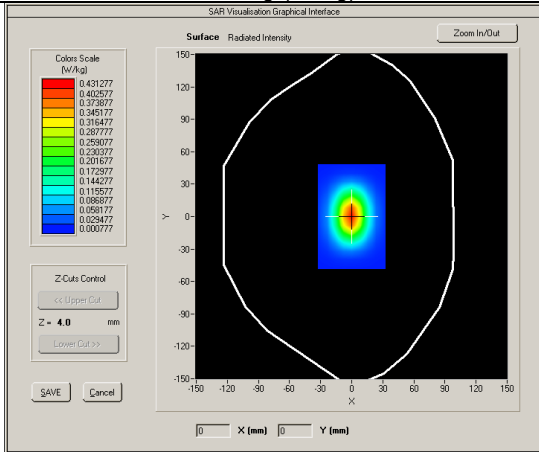 SAR Visualisation Graphical Interface
Surface Radiated Intensity
Zoom In/Out
Colors Scale
(W/kg)
0.431277
0.402577
0.373877
0.345177
0.316477
0.287777
0.259077
0.230377
0.201677
0.172977
0.144277
0.115577
0.086877
0.058177
0.029477
0.000777
Z-Cuts Control
<< Upper Cut
Z = 4.0 mm
Lower Cut >>
SAVE Cancel
150
120
90
60
30
0
-30
-60
-90
-120
-150
Y
-150 -120 -90 -60 -30 0 30 60 90 120 150
X
0 X (mm) 0 Y (mm)